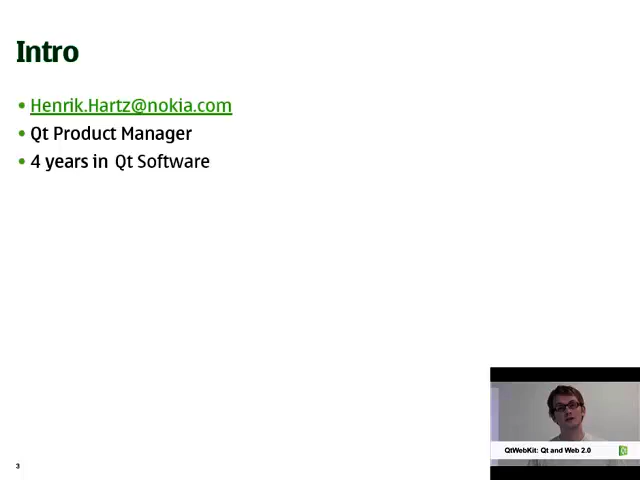 Intro
• Henrik.Hartz@nokia.com
• Qt Product Manager
• 4 years in Qt Software
QtWebKit: Qt and Web 2.0
3